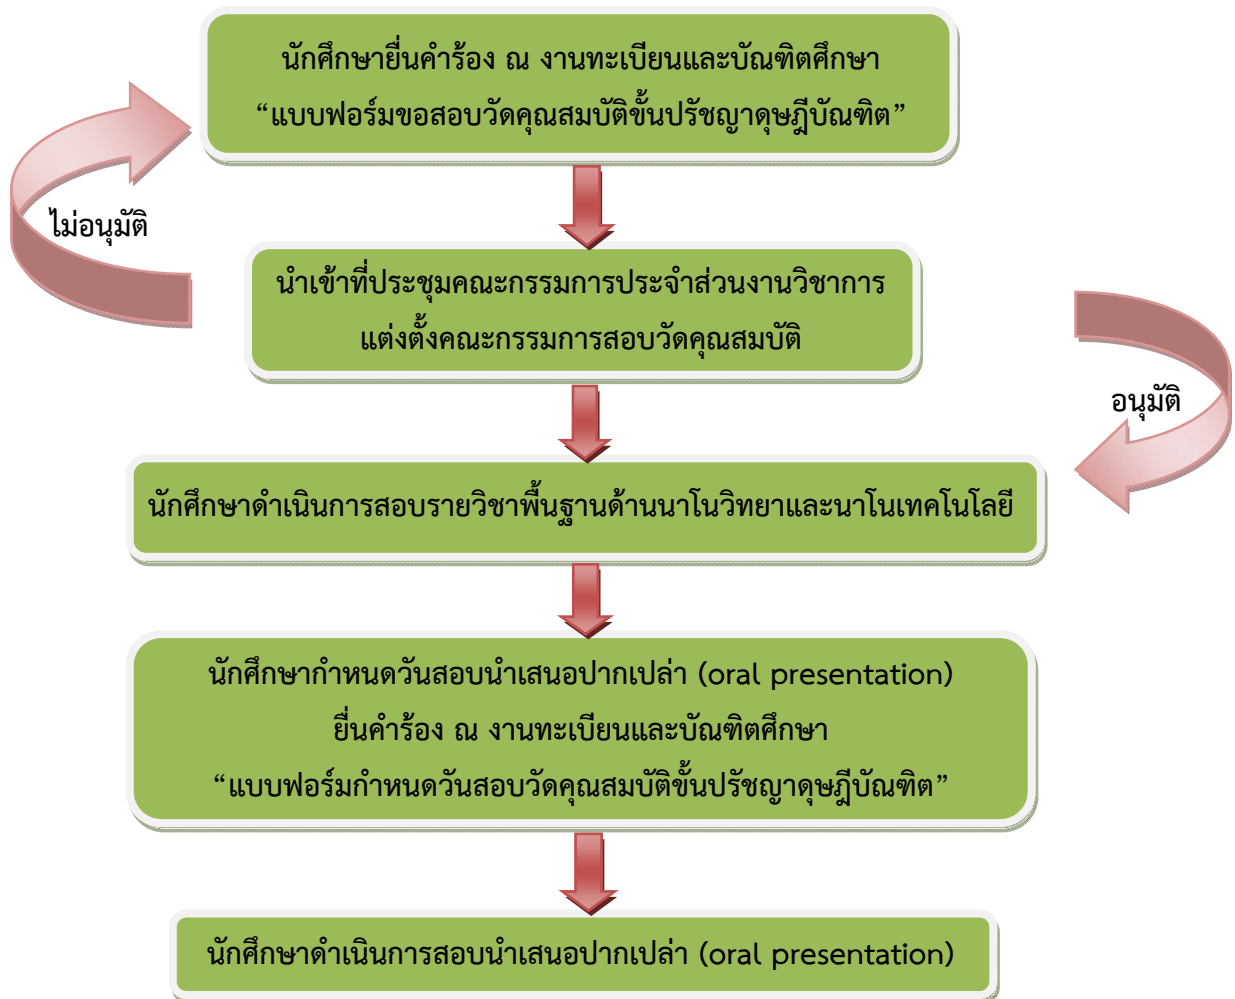 นักศึกษายื่นคำร้อง ณ งานทะเบียนและบัณฑิตศึกษา
“แบบฟอร์มขอสอบวัดคุณสมบัติขั้นปรัชญาดุษฎีบัณฑิต”
ไม่อนุมัติ
นำเข้าที่ประชุมคณะกรรมการประจำส่วนงานวิชาการ
แต่งตั้งคณะกรรมการสอบวัดคุณสมบัติ
อนุมัติ
นักศึกษาดำเนินการสอบรายวิชาพื้นฐานด้านนาโนวิทยาและนาโนเทคโนโลยี
นักศึกษากำหนดวันสอบนำเสนอปากเปล่า (oral presentation)
ยื่นคำร้อง ณ งานทะเบียนและบัณฑิตศึกษา
“แบบฟอร์มกำหนดวันสอบวัดคุณสมบัติขั้นปรัชญาดุษฎีบัณฑิต”
นักศึกษาดำเนินการสอบนำเสนอปากเปล่า (oral presentation)